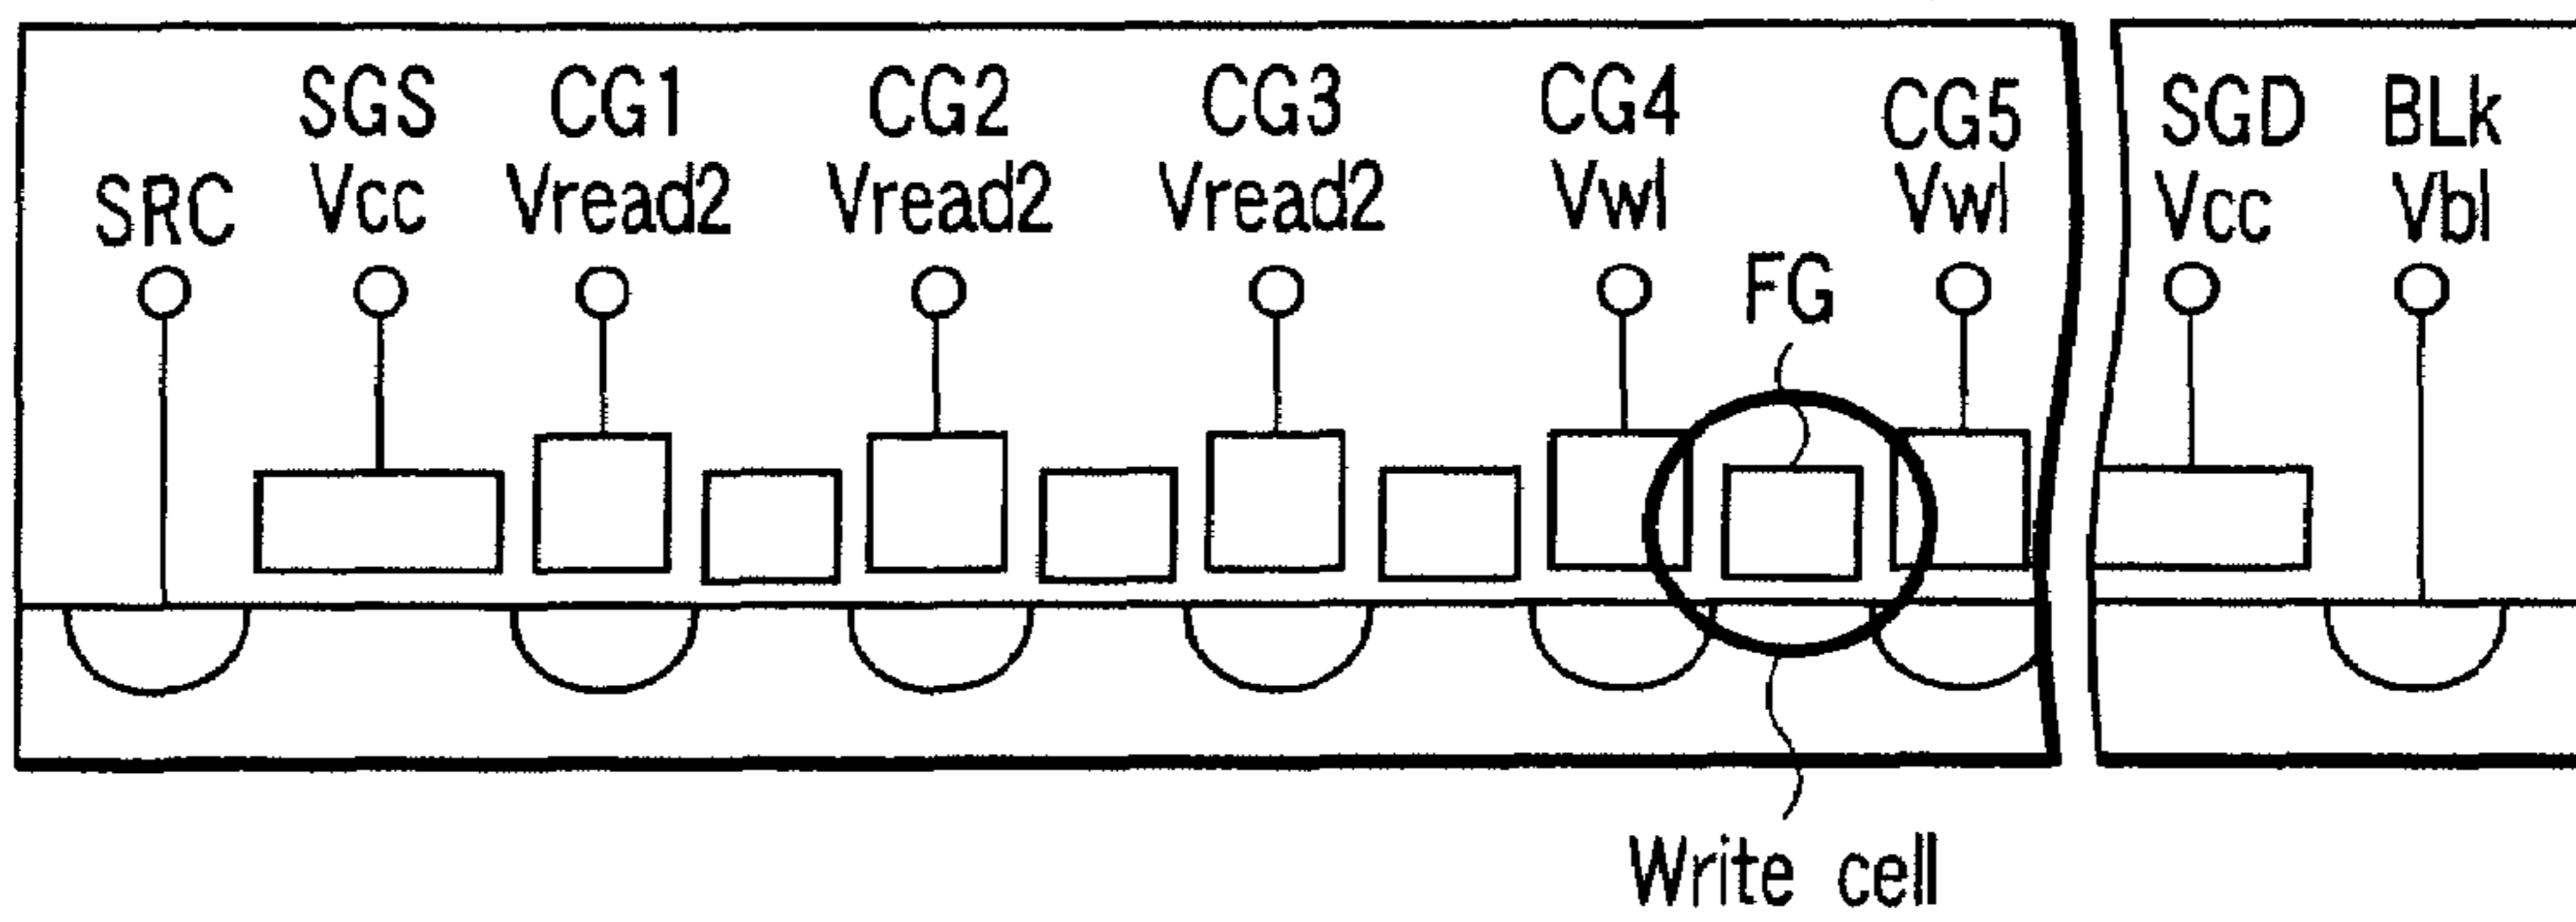 SGS CG1 CG2 CG3 CG4 CG5 SGD BLk
SRC Vcc Vread2 Vread2 Vread2 Vwl Vwl Vcc Vbl
FG
Write cell